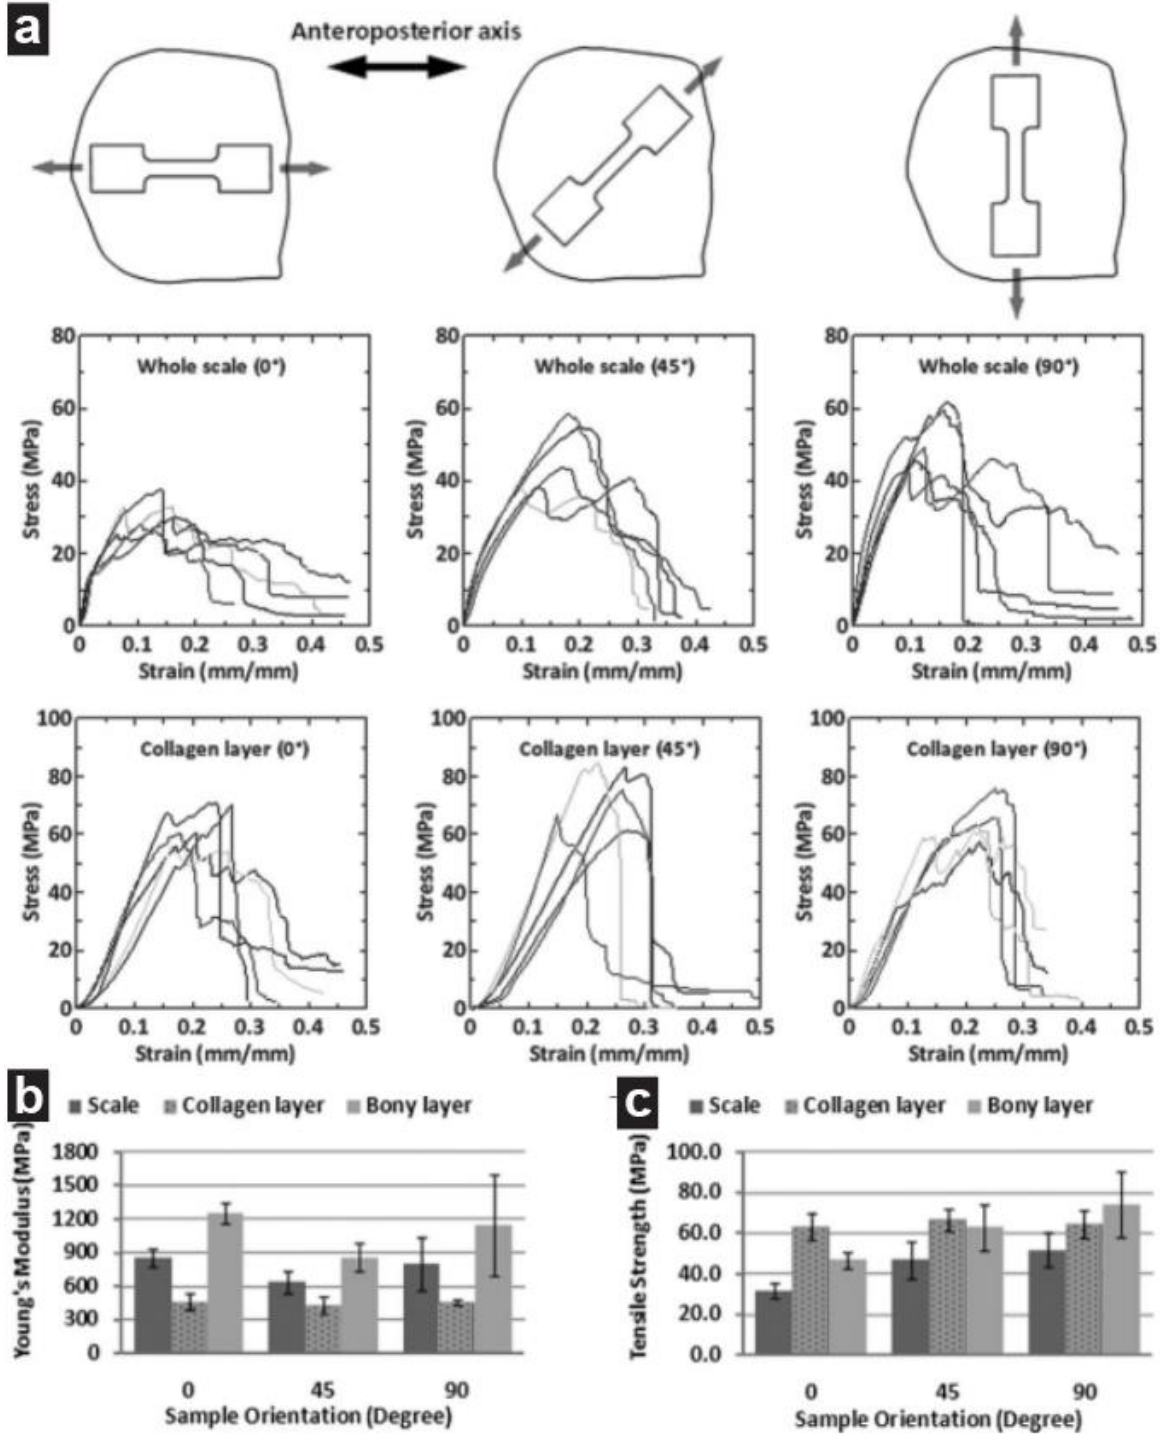 a
Anteroposterior axis
80
60
40
20
0
Stress (MPa)
Whole scale (0°)
0 0.1 0.2 0.3 0.4 0.5
Strain (mm/mm)
80
60
40
20
0
Stress (MPa)
Whole scale (45°)
0 0.1 0.2 0.3 0.4 0.5
Strain (mm/mm)
80
60
40
20
0
Stress (MPa)
Whole scale (90°)
0 0.1 0.2 0.3 0.4 0.5
Strain (mm/mm)
100
80
60
40
20
0
Stress (MPa)
Collagen layer (0°)
0 0.1 0.2 0.3 0.4 0.5
Strain (mm/mm)
100
80
60
40
20
0
Stress (MPa)
Collagen layer (45°)
0 0.1 0.2 0.3 0.4 0.5
Strain (mm/mm)
100
80
60
40
20
0
Stress (MPa)
Collagen layer (90°)
0 0.1 0.2 0.3 0.4 0.5
Strain (mm/mm)
b
Scale Collagen layer Bony layer
Young's Modulus(MPa)
1800
1500
1200
900
600
300
0
0 45 90
Sample Orientation (Degree)
c
Scale Collagen layer Bony layer
Tensile Strength (MPa)
100.0
80.0
60.0
40.0
20.0
0.0
0 45 90
Sample Orientation (Degree)